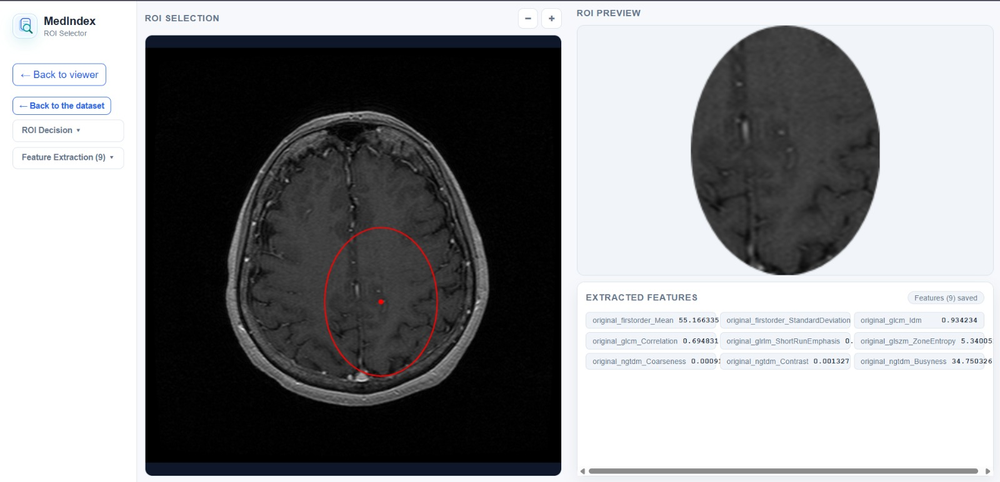 MedIndex
ROI Selector
← Back to viewer
← Back to the dataset
ROI Decision ▾
Feature Extraction (9) ▾
ROI SELECTION
−
+
ROI PREVIEW
EXTRACTED FEATURES
Features (9) saved
original_firstorder_Mean 55.166335
original_firstorder_StandardDeviation
original_glcm_Idm 0.934234
original_glcm_Correlation 0.694831
original_glrlm_ShortRunEmphasis 0.
original_glszm_ZoneEntropy 5.34005
original_ngtdm_Coarseness 0.00091
original_ngtdm_Contrast 0.001327
original_ngtdm_Busyness 34.750326